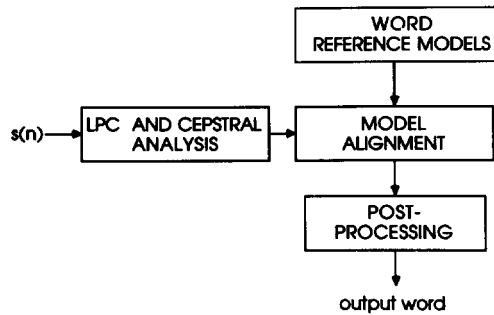 WORD
REFERENCE MODELS
s(n)
LPC AND CEPSTRAL
ANALYSIS
MODEL
ALIGNMENT
POST-
PROCESSING
output word